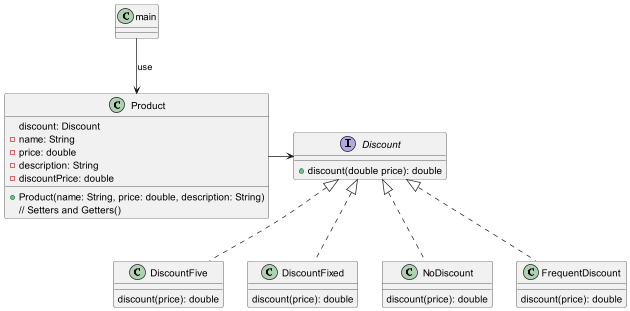 C main
use
C Product
discount: Discount
name: String
price: double
description: String
discountPrice: double
Product(name: String, price: double, description: String)
// Setters and Getters()
I Discount
discount(double price): double
C DiscountFive
discount(price): double
C DiscountFixed
discount(price): double
C NoDiscount
discount(price): double
C FrequentDiscount
discount(price): double